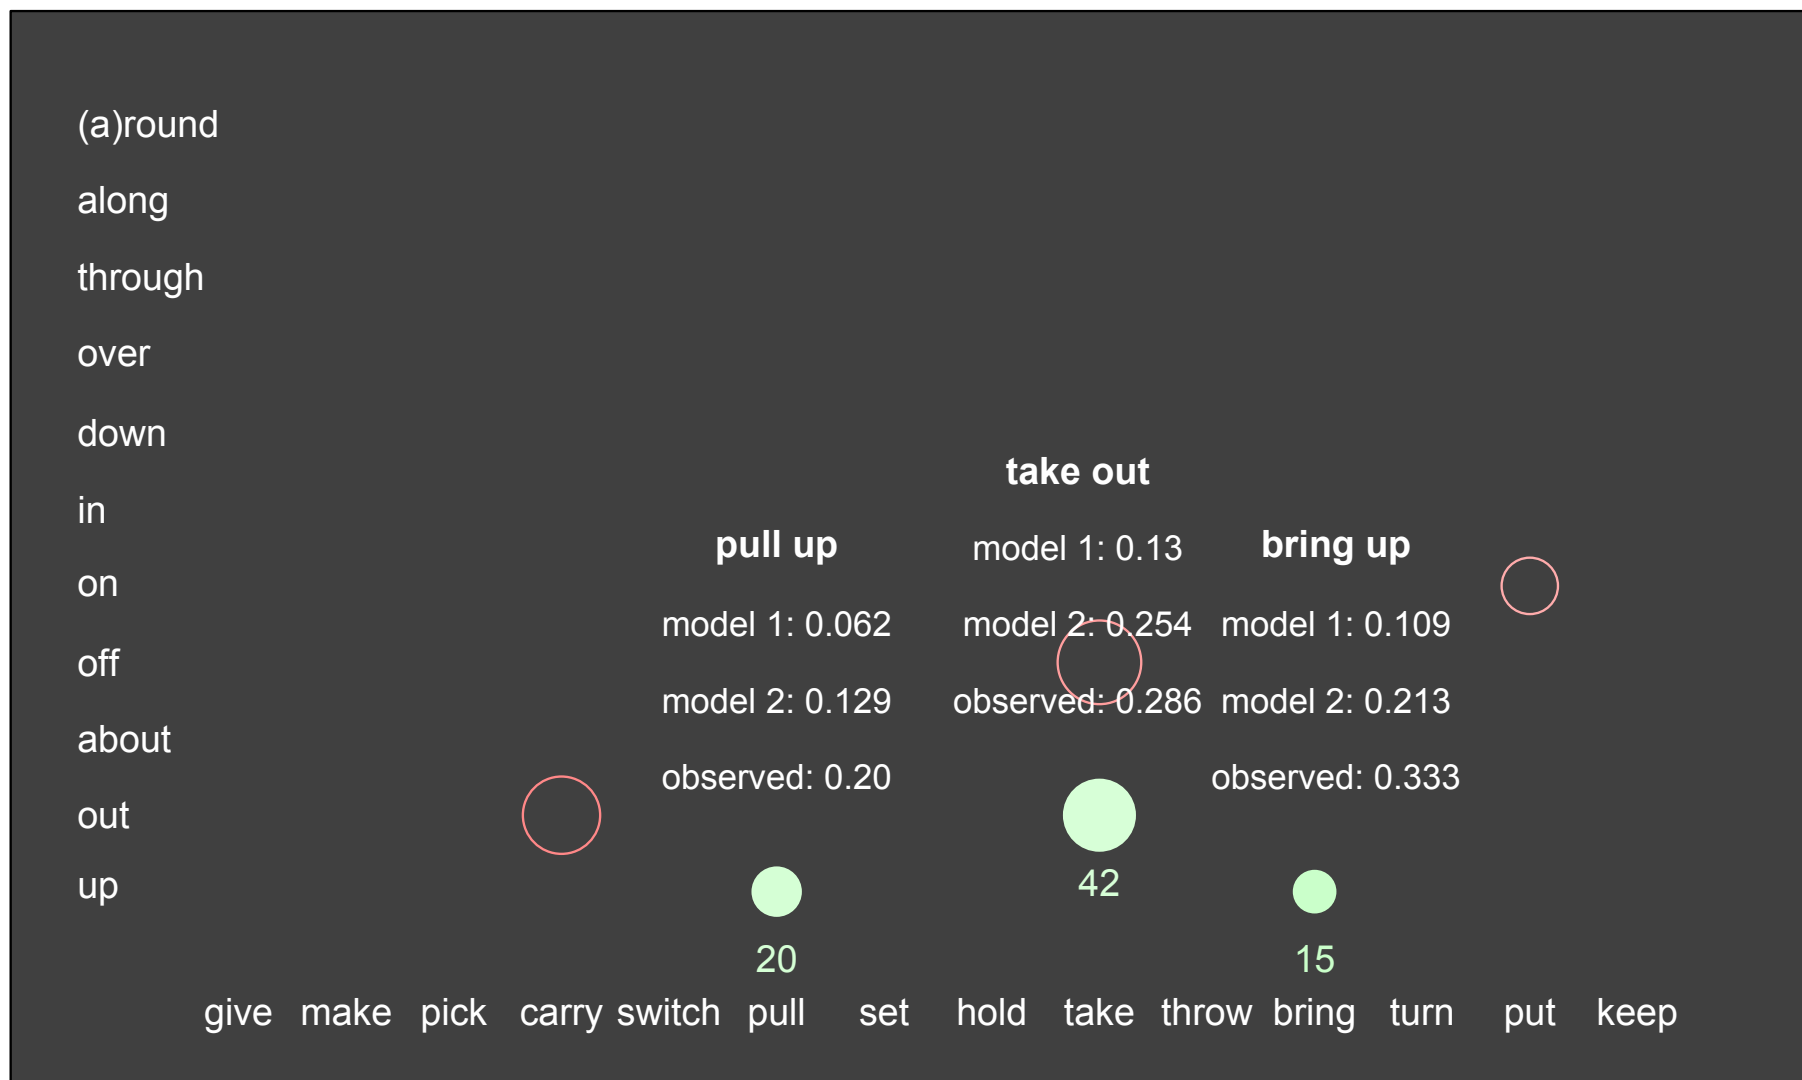 (a)round
along
through
over
down
in
on
off
about
out
up
take out
model 1: 0.13
model 2: 0.254
observed: 0.286
pull up
model 1: 0.062
model 2: 0.129
observed: 0.20
bring up
model 1: 0.109
model 2: 0.213
observed: 0.333
42
20
15
give make pick carry switch pull set hold take throw bring turn put keep